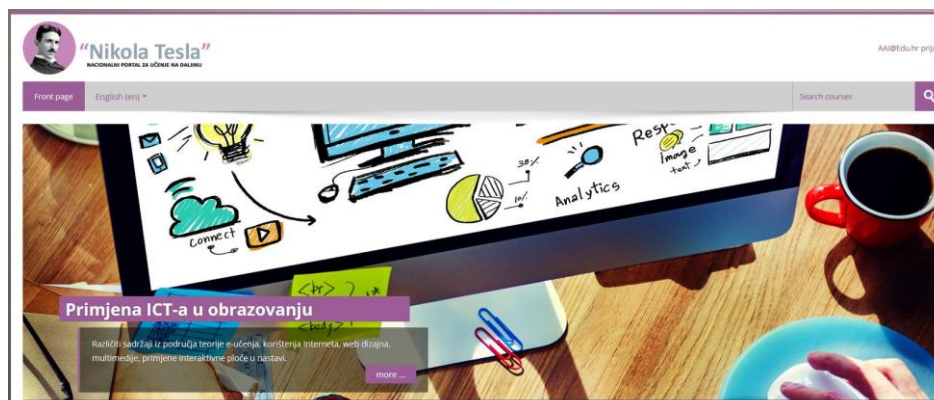 “Nikola Tesla”
NACIONALNI PORTAL ZA UČENJE NA DALJINU
AAI@Edu.hr prija
Front page
English (en)
Search courses
Resp
image
text
30%
10%
Analytics
connect
<br>
<body>
Primjena ICT-a u obrazovanju
Različiti sadržaji iz područja teorije e-učenja, korištenja Interneta, web dizajna,
multimedije, primjene interaktivne ploče u nastavi.
more ...